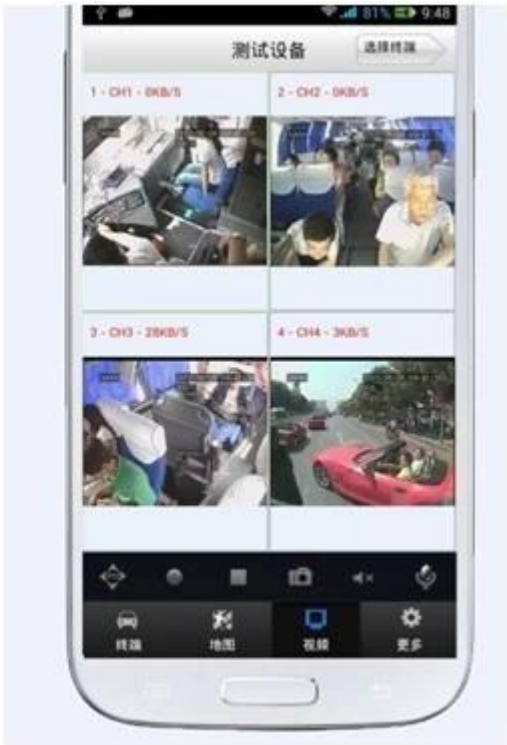 81% 9:48
测试设备 选择终端
1 - CH1 - 0KB/S 2 - CH2 - 0KB/S
3 - CH3 - 28KB/S 4 - CH4 - 3KB/S
终端 地图 视频 更多